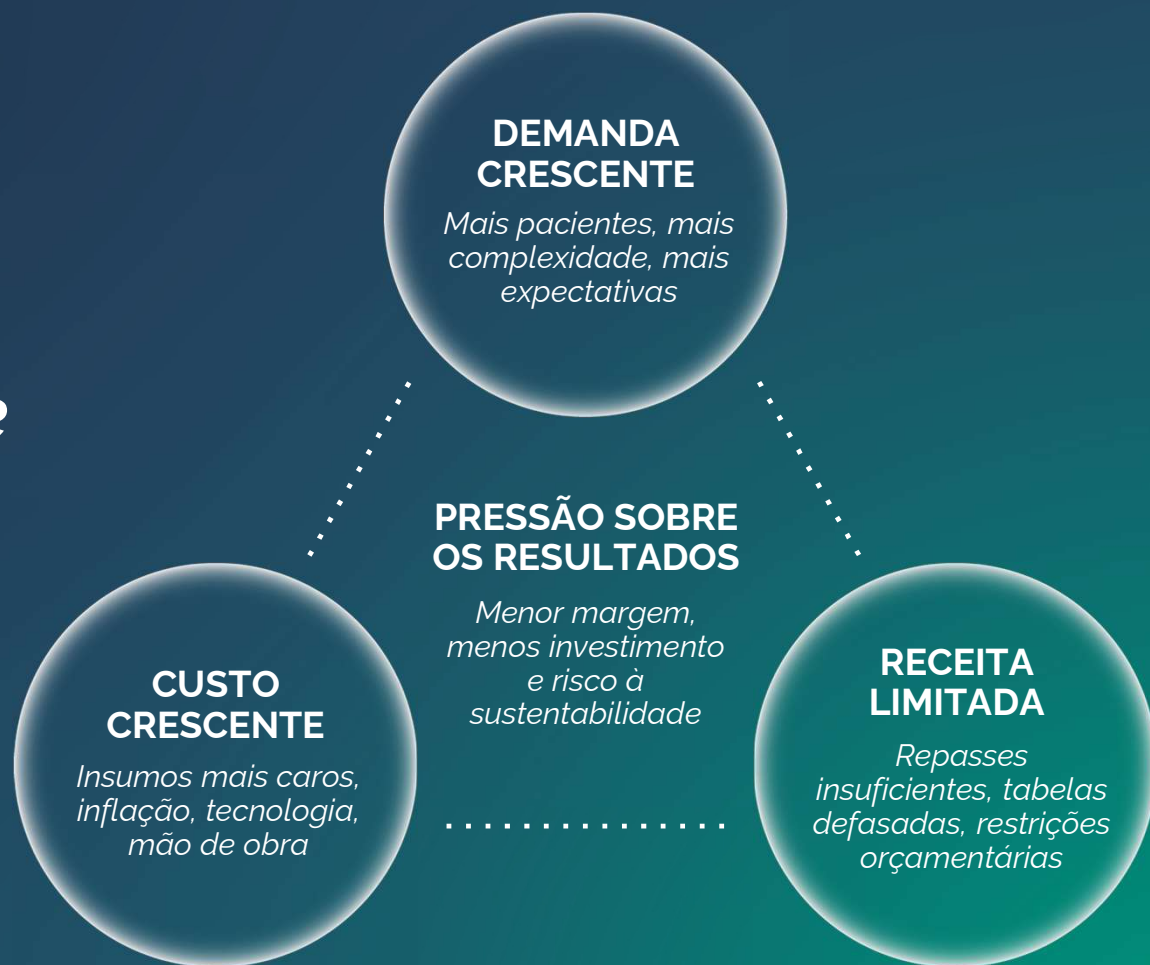 DEMANDA
CRESCENTE
Mais pacientes, mais
complexidade, mais
expectativas
?
PRESSÃO SOBRE
OS RESULTADOS
Menor margem,
menos investimento
e risco à
sustentabilidade
CUSTO
CRESCENTE
Insumos mais caros,
inflação, tecnologia,
mão de obra
RECEITA
LIMITADA
Repasses
insuficientes, tabelas
defasadas, restrições
orçamentárias